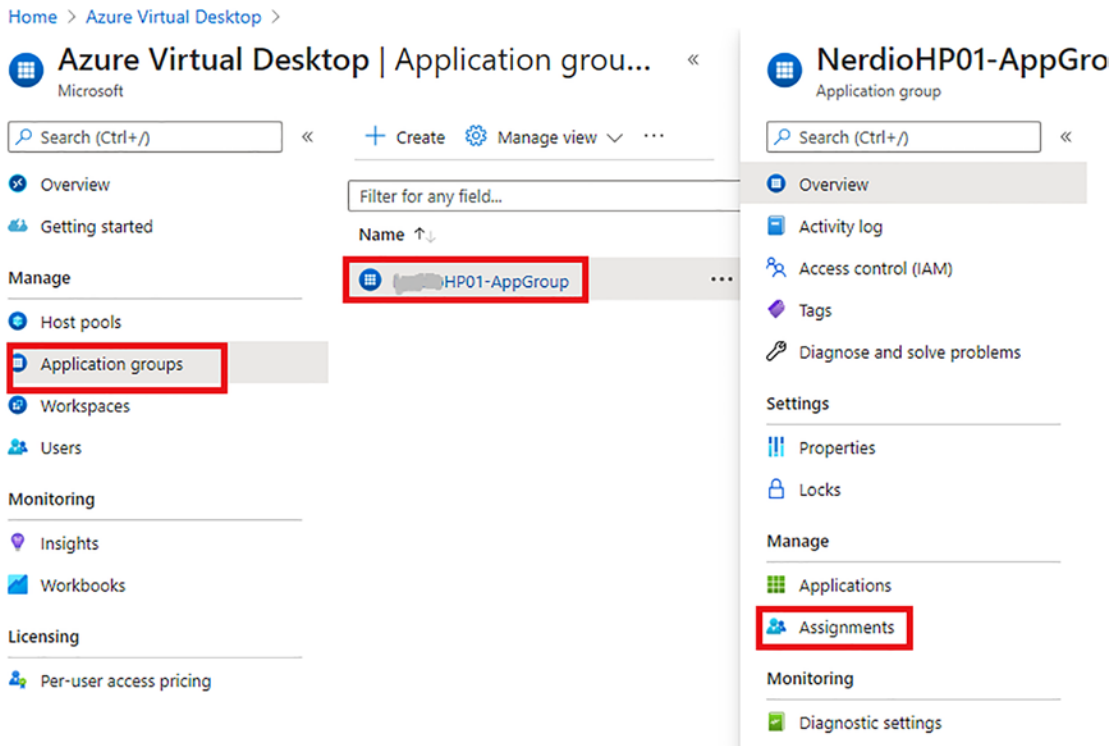 Home > Azure Virtual Desktop >
Azure Virtual Desktop | Application grou...
Microsoft
Search (Ctrl+/)
Overview
Getting started
Manage
Host pools
Application groups
Workspaces
Users
Monitoring
Insights
Workbooks
Licensing
Per-user access pricing
Create Manage view
Filter for any field...
Name
HP01-AppGroup
NerdioHP01-AppGro
Application group
Search (Ctrl+/)
Overview
Activity log
Access control (IAM)
Tags
Diagnose and solve problems
Settings
Properties
Locks
Manage
Applications
Assignments
Monitoring
Diagnostic settings